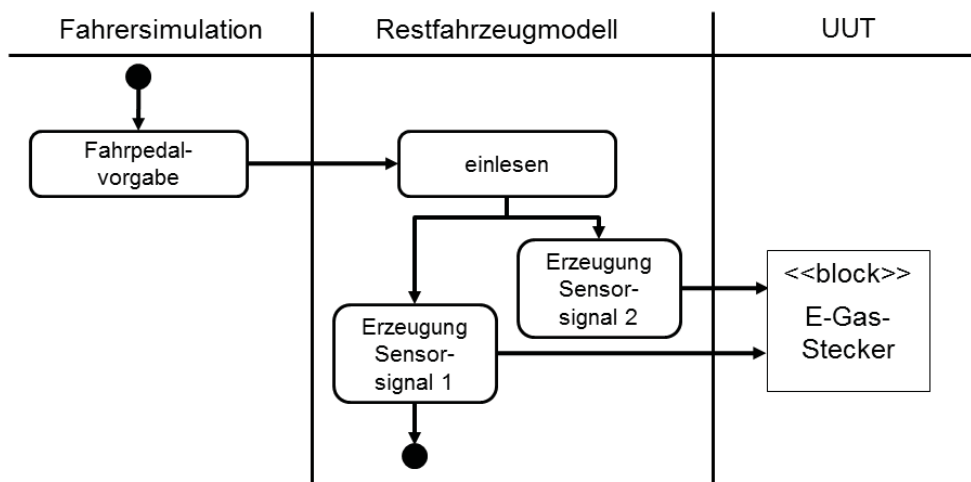 Fahrersimulation
Restfahrzeugmodell
UUT
Fahrpedal-
vorgabe
einlesen
Erzeugung
Sensor-
signal 2
<<block>>
E-Gas-
Stecker
Erzeugung
Sensor-
signal 1